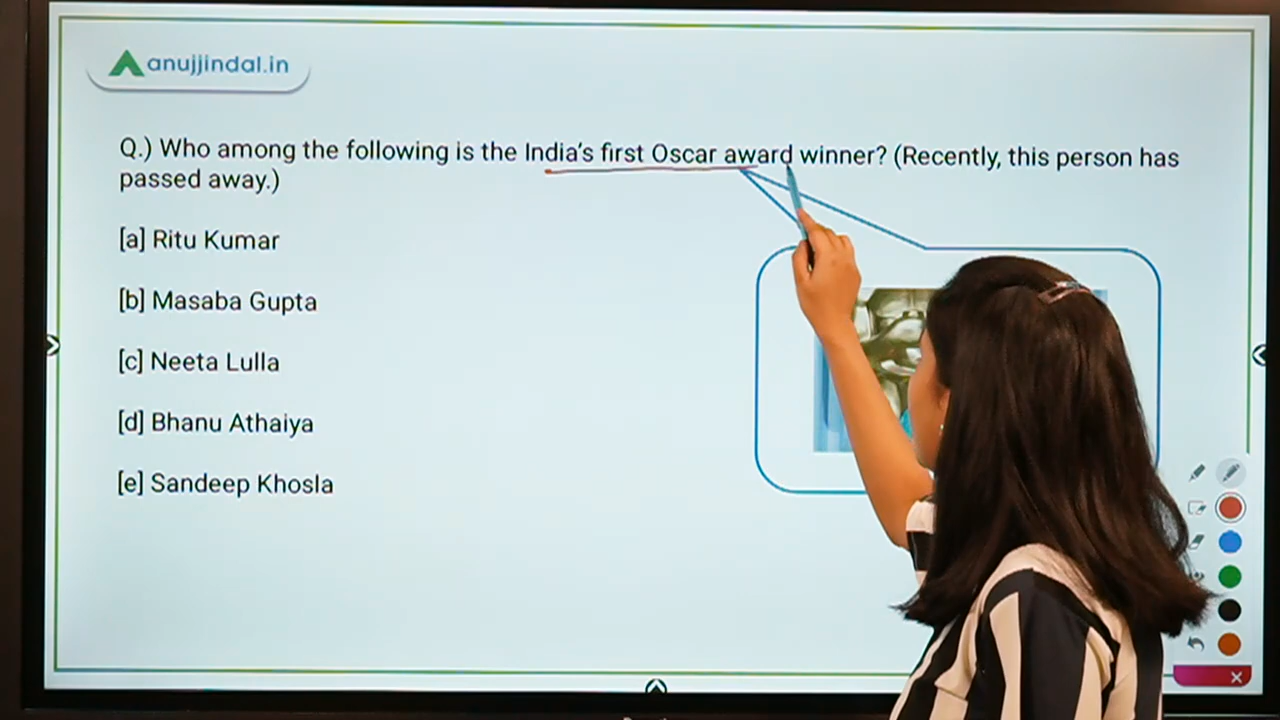 anujjindal.in
Q.) Who among the following is the India's first Oscar award winner? (Recently, this person has
passed away.)
[a] Ritu Kumar
[b] Masaba Gupta
[c] Neeta Lulla
[d] Bhanu Athaiya
[e] Sandeep Khosla